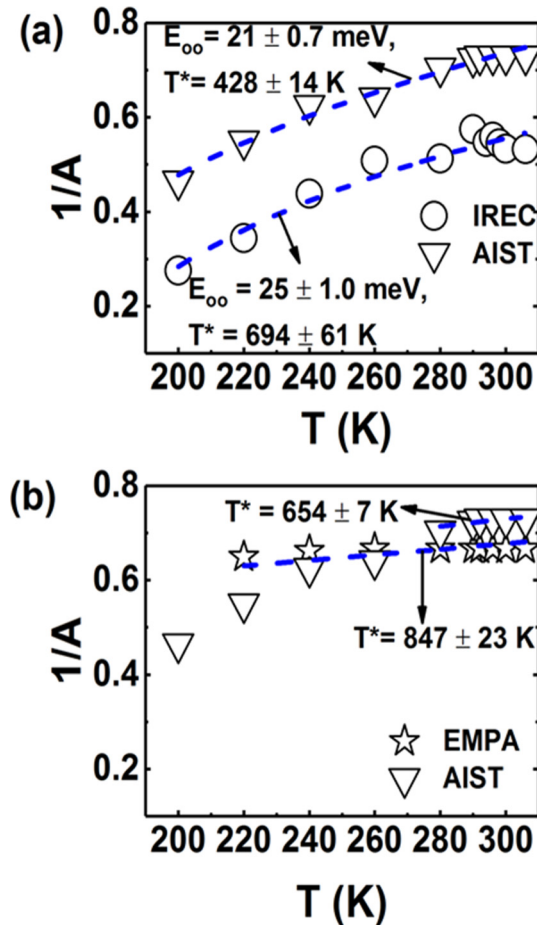 (a)
E₀₀ = 21 ± 0.7 meV,
T* = 428 ± 14 K
0.8
0.6
0.4
0.2
1/A
IREC
AIST
E₀₀ = 25 ± 1.0 meV,
T* = 694 ± 61 K
200 220 240 260 280 300
T (K)
(b)
0.8
0.6
0.4
0.2
1/A
T* = 654 ± 7 K
T* = 847 ± 23 K
EMPA
AIST
200 220 240 260 280 300
T (K)